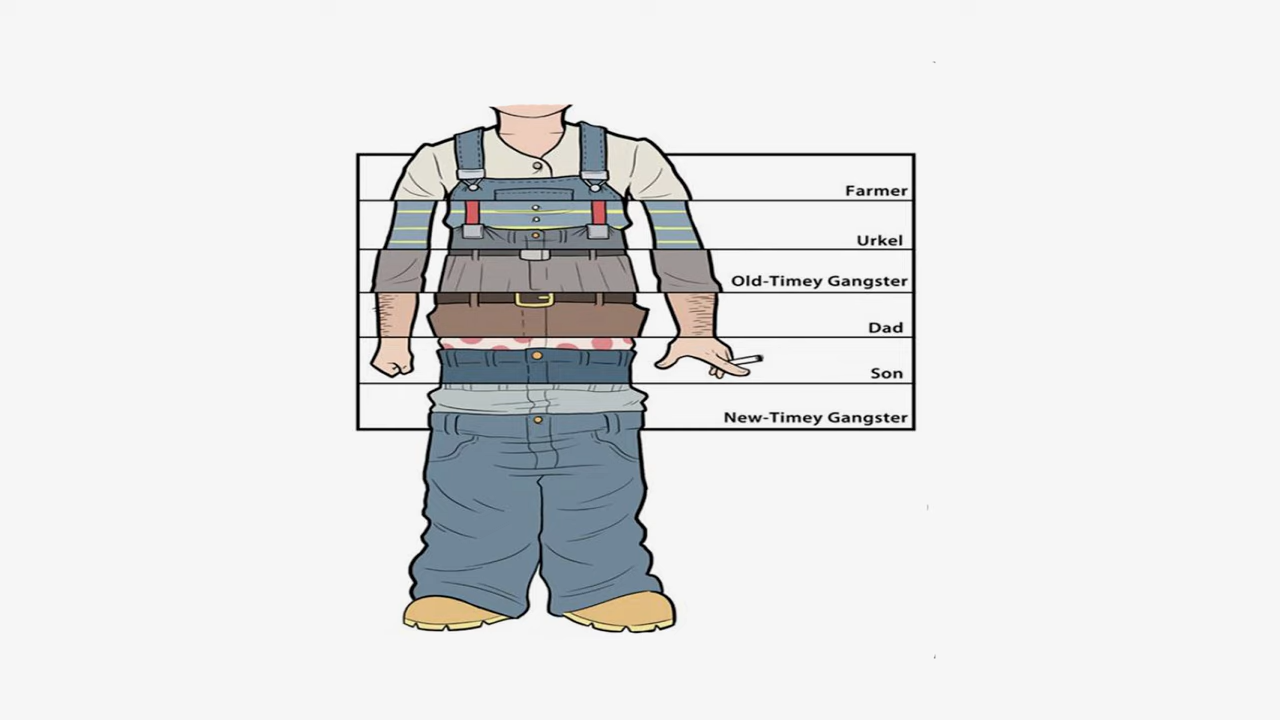 Farmer
Urkel
Old-Timey Gangster
Dad
Son
New-Timey Gangster